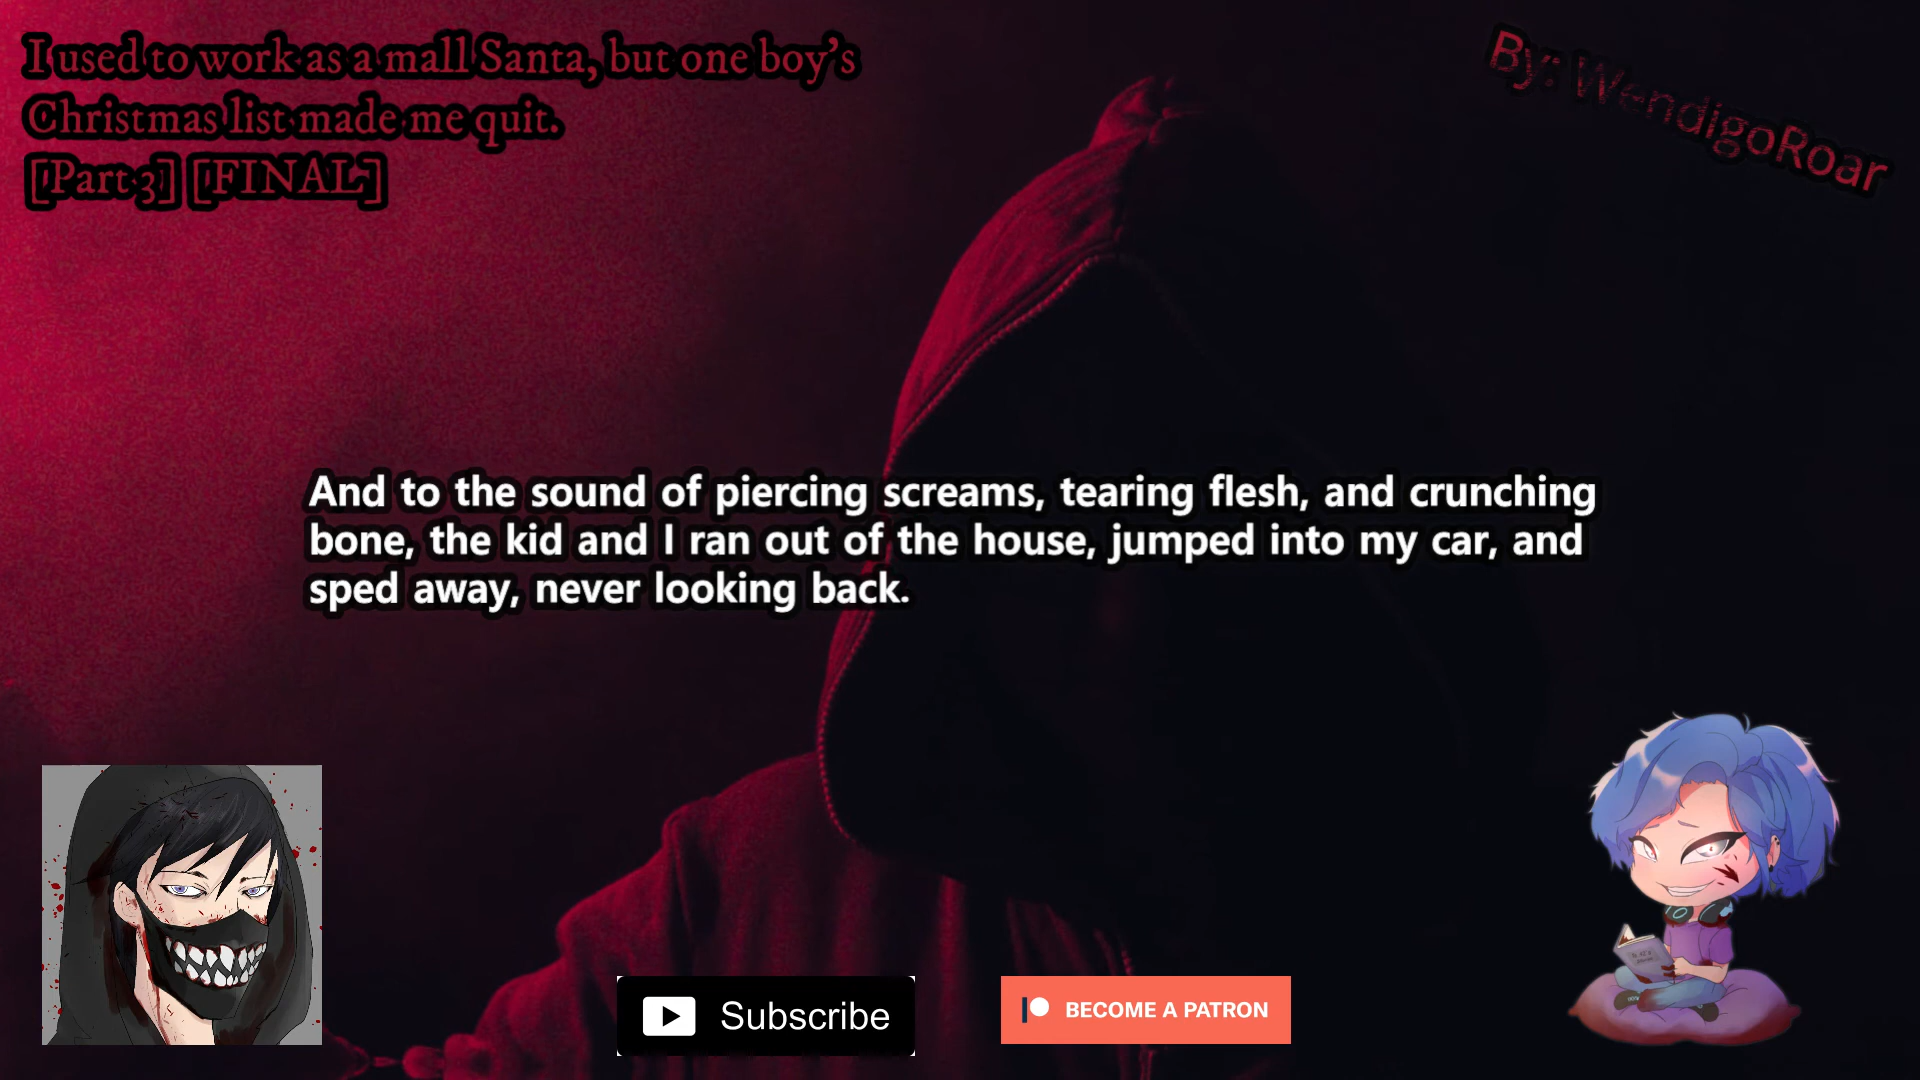 I used to work as a mall Santa, but one boy's
Christmas list made me quit.
[Part 3] [FINAL]
By: WendigoRoar
And to the sound of piercing screams, tearing flesh, and crunching
bone, the kid and I ran out of the house, jumped into my car, and
sped away, never looking back.
Subscribe
BECOME A PATRON